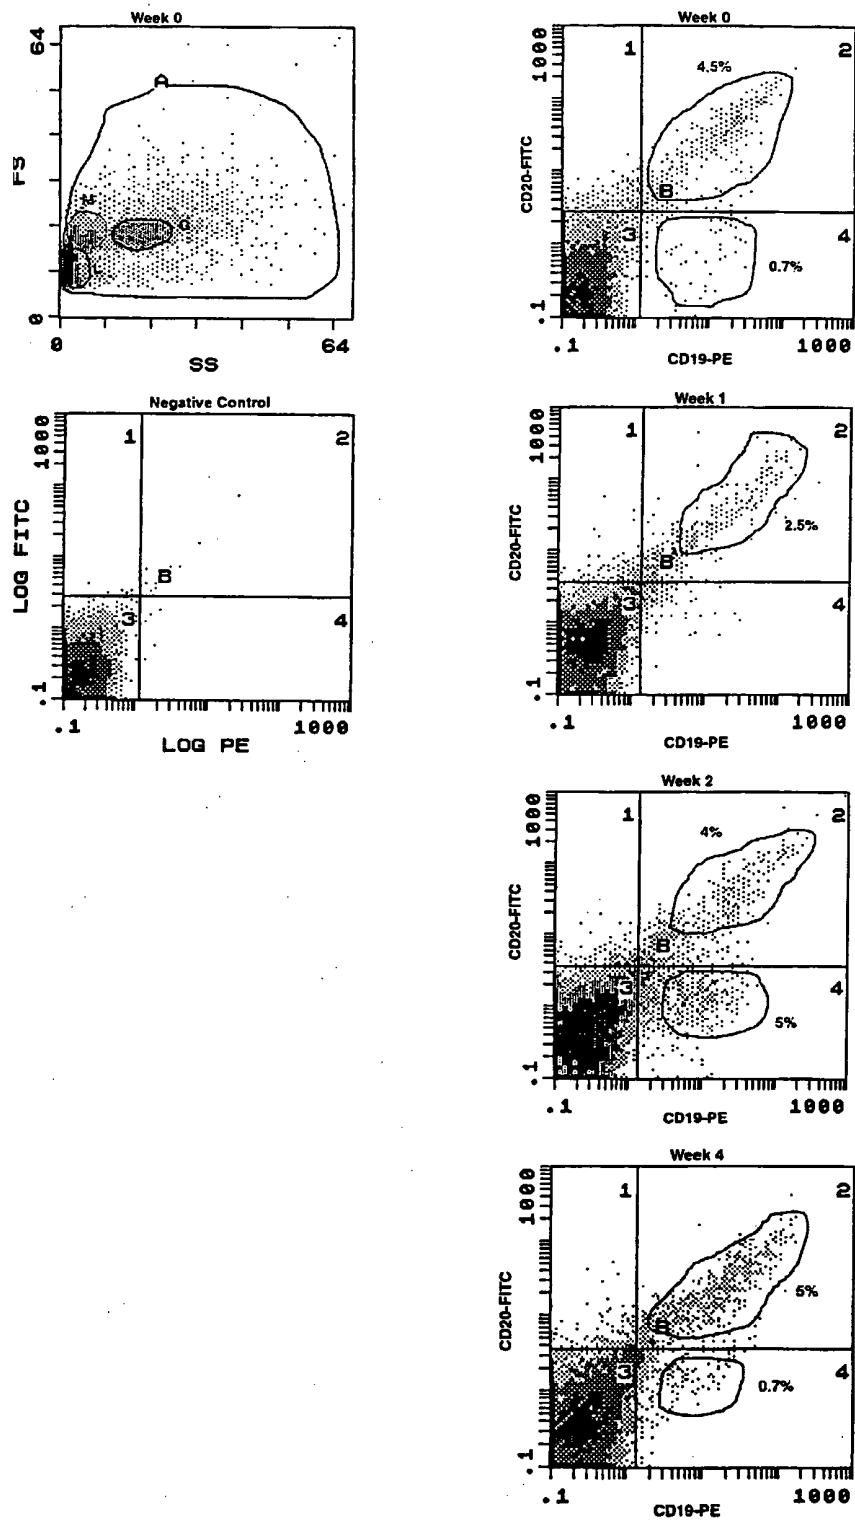 Week 0
64
FS
0
A
M
G
L
0
64
SS
Week 0
1000
CD20-FITC
.1
1
2
3
4
4.5%
B
0.7%
.1
1000
CD19-PE
Negative Control
1000
LOG FITC
.1
1
2
B
3
4
.1
1000
LOG PE
Week 1
1000
CD20-FITC
.1
1
2
2.5%
B
3
4
.1
1000
CD19-PE
Week 2
1000
CD20-FITC
.1
1
2
4%
B
3
4
5%
.1
1000
CD19-PE
Week 4
1000
CD20-FITC
.1
1
2
5%
B
3
4
0.7%
.1
1000
CD19-PE